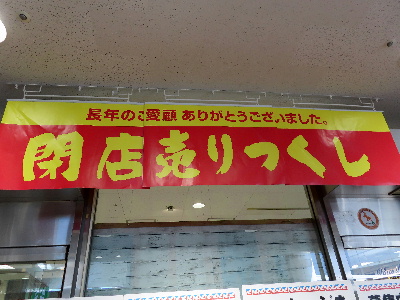 長年のご愛顧 ありがとうございました。
閉店売りつくし